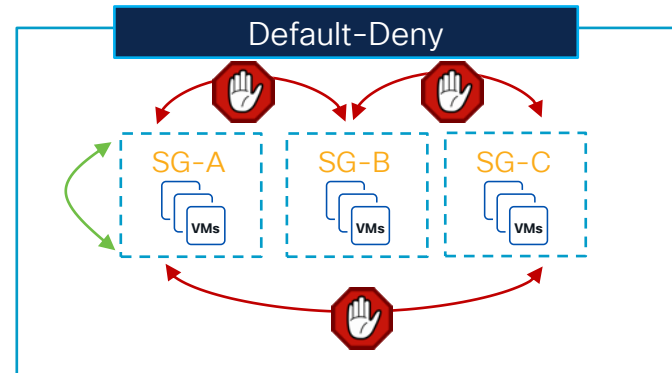 Default-Deny
SG-A
SG-B
SG-C
VMs
VMs
VMs